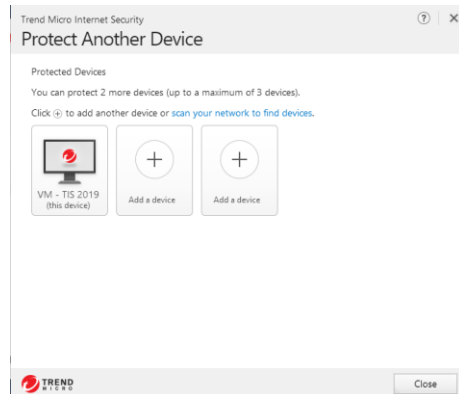 Trend Micro Internet Security
Protect Another Device
Protected Devices
You can protect 2 more devices (up to a maximum of 3 devices).
Click ⊕ to add another device or scan your network to find devices.
VM - TIS 2019
(this device)
Add a device
Add a device
TREND
MICRO
Close